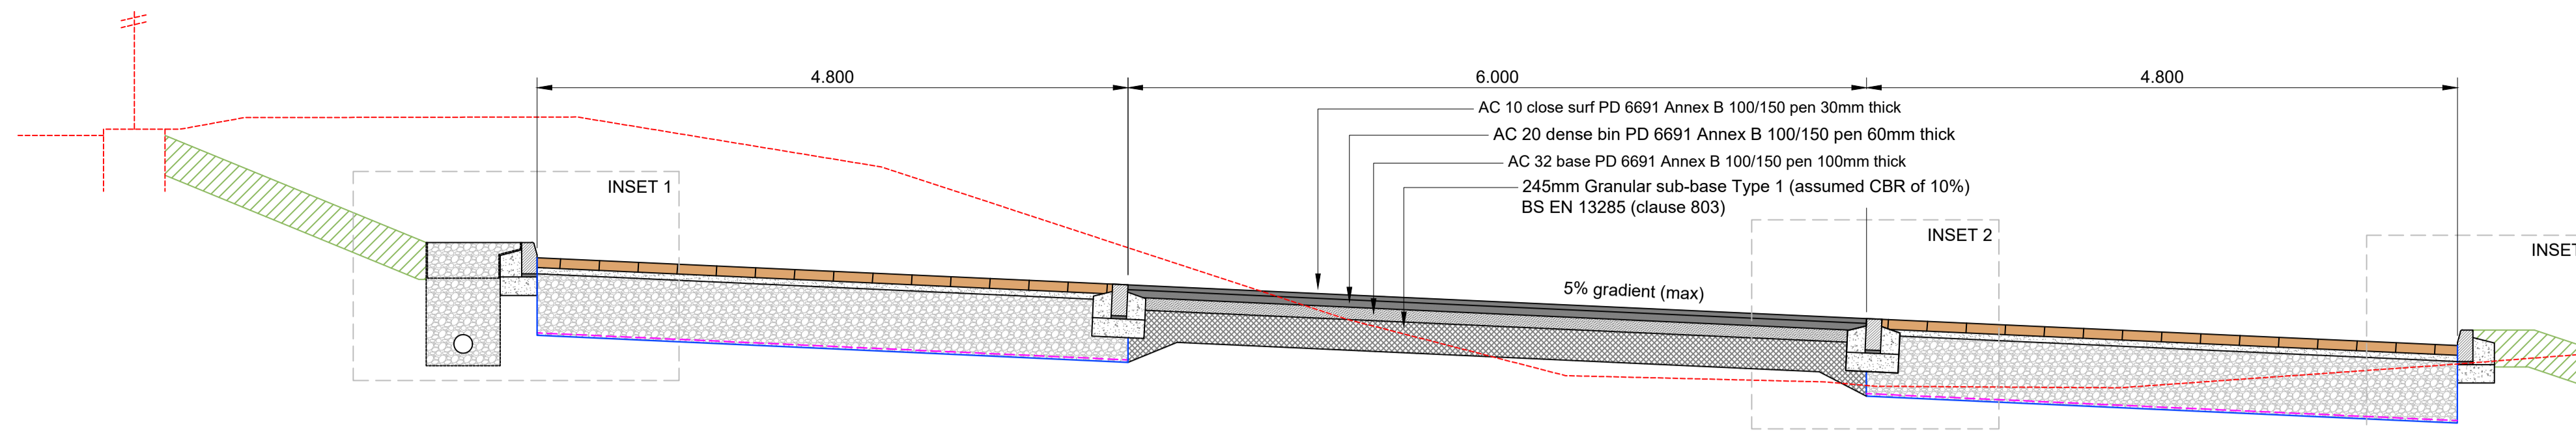 4.800
6.000
4.800
AC 10 close surf PD 6691 Annex B 100/150 pen 30mm thick
AC 20 dense bin PD 6691 Annex B 100/150 pen 60mm thick
AC 32 base PD 6691 Annex B 100/150 pen 100mm thick
245mm Granular sub-base Type 1 (assumed CBR of 10%)
BS EN 13285 (clause 803)
INSET 1
INSET 2
INSET
5% gradient (max)